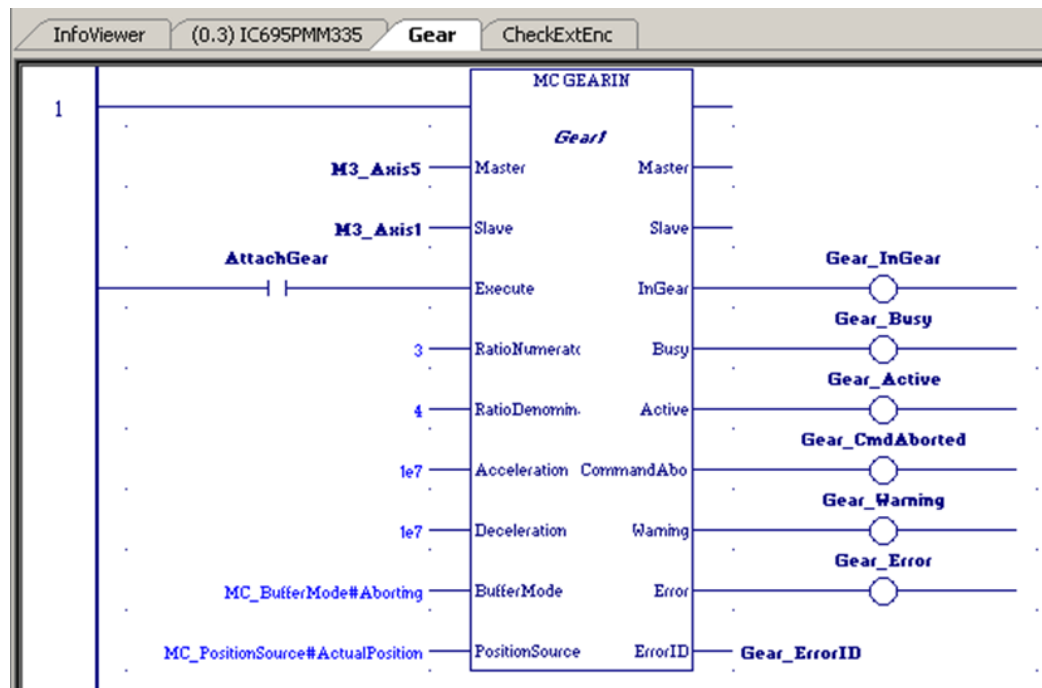 InfoViewer (0.3) IC695PMM335 Gear CheckExtEnc
1
MC GEARIN
Gear1
M3_Axis5 Master Master
M3_Axis1 Slave Slave
AttachGear Gear_InGear
Execute InGear
Gear_Busy
3 RatioNumeratc Busy
Gear_Active
4 RatioDenomin. Active
Gear_CmdAborted
1e7 Acceleration CommandAbo
Gear_Warning
1e7 Deceleration Warning
Gear_Error
MC_BufferMode#Aborting BufferMode Error
MC_PositionSource#ActualPosition PositionSource ErrorID Gear_ErrorID